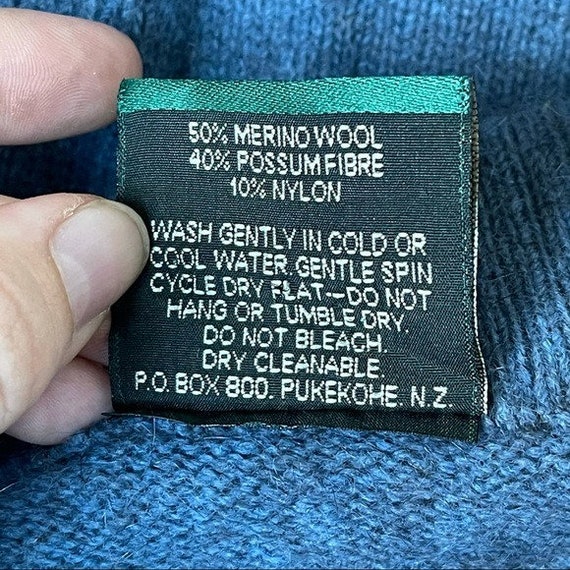 50% MERINO WOOL
40% POSSUM FIBRE
10% NYLON
WASH GENTLY IN COLD OR
COOL WATER. GENTLE SPIN
CYCLE DRY FLAT—DO NOT
HANG OR TUMBLE DRY.
DO NOT BLEACH.
DRY CLEANABLE.
P.O. BOX 800. PUKEKOHE. N.Z.